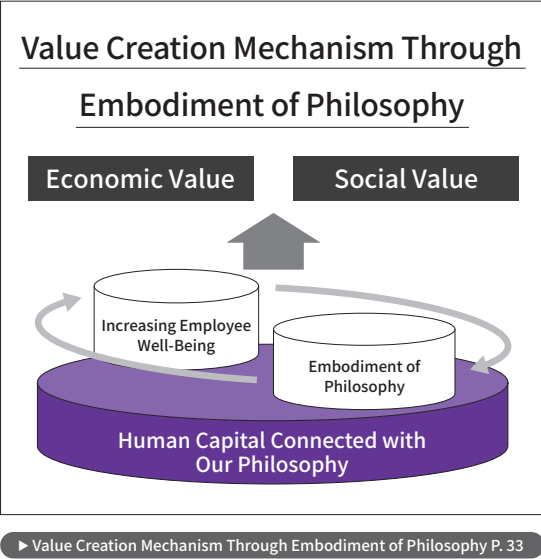 Value Creation Mechanism Through
Embodiment of Philosophy
Economic Value
Social Value
Increasing Employee
Well-Being
Embodiment of
Philosophy
Human Capital Connected with
Our Philosophy
▶ Value Creation Mechanism Through Embodiment of Philosophy P. 33